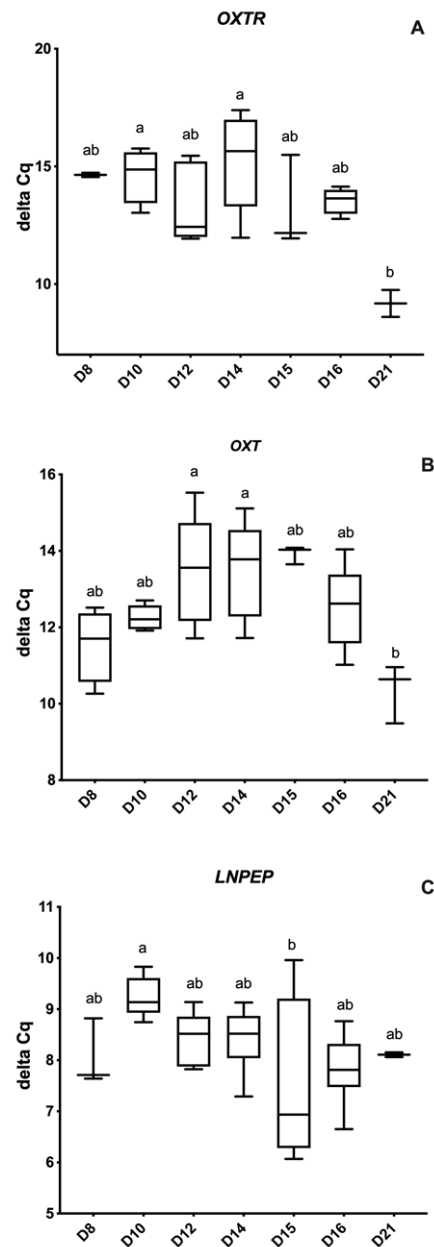 OXTR
A
20
15
10
delta Cq
ab
a
ab
a
ab
ab
b
D8
D10
D12
D14
D15
D16
D21
OXT
B
16
14
12
10
8
delta Cq
ab
ab
a
a
ab
ab
b
D8
D10
D12
D14
D15
D16
D21
LNPEP
C
11
10
9
8
7
6
5
delta Cq
ab
a
ab
ab
b
ab
ab
D8
D10
D12
D14
D15
D16
D21